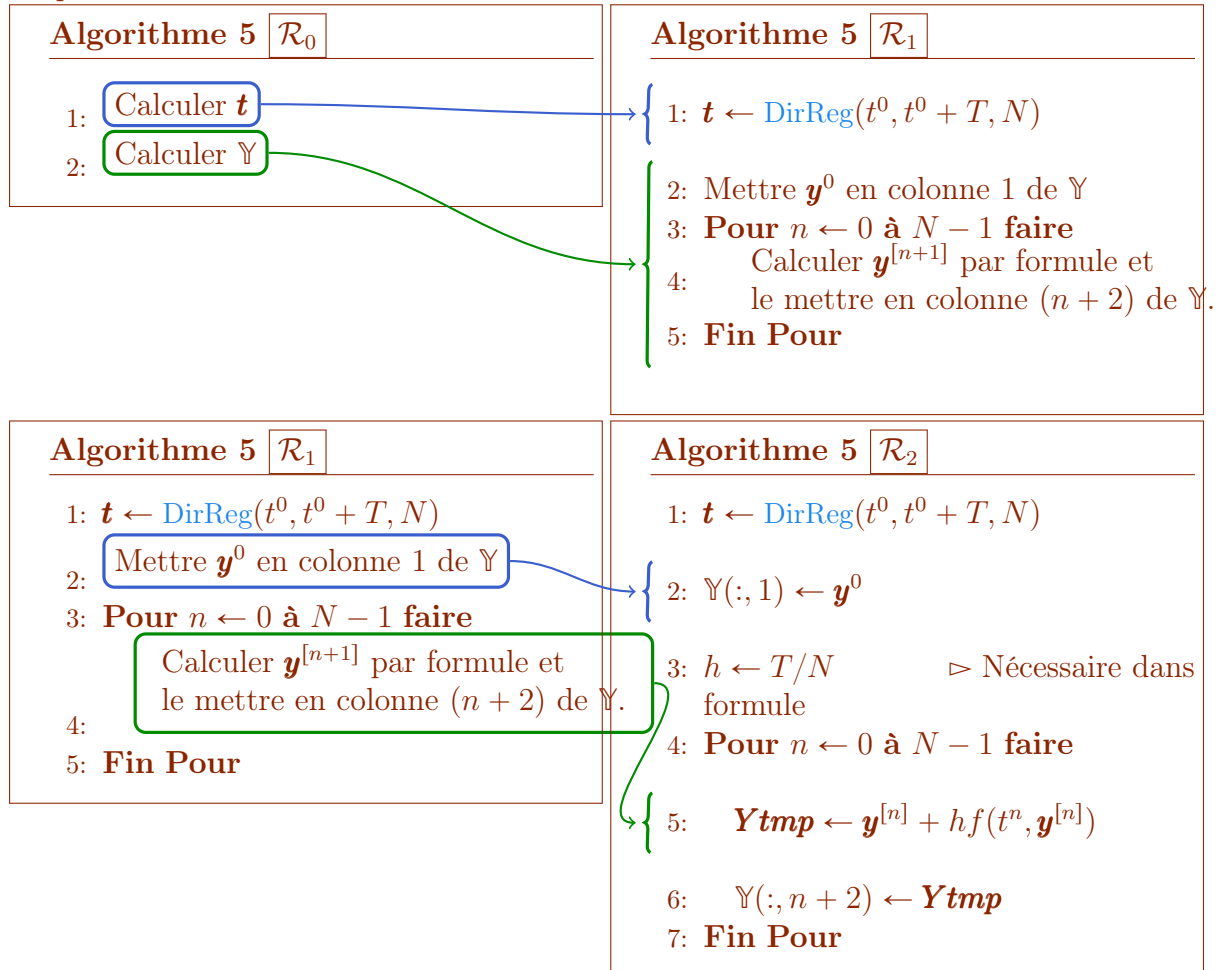 Algorithme 5 R₀
1: Calculer t
2: Calculer 𝕐
Algorithme 5 R₁
1: t ← DirReg(t⁰, t⁰ + T, N)
2: Mettre y⁰ en colonne 1 de 𝕐
3: Pour n ← 0 à N − 1 faire
4: Calculer y^[n+1] par formule et
le mettre en colonne (n + 2) de 𝕐.
5: Fin Pour
Algorithme 5 R₁
1: t ← DirReg(t⁰, t⁰ + T, N)
2: Mettre y⁰ en colonne 1 de 𝕐
3: Pour n ← 0 à N − 1 faire
4: Calculer y^[n+1] par formule et
le mettre en colonne (n + 2) de 𝕐.
5: Fin Pour
Algorithme 5 R₂
1: t ← DirReg(t⁰, t⁰ + T, N)
2: 𝕐(:, 1) ← y⁰
3: h ← T/N ▷ Nécessaire dans
formule
4: Pour n ← 0 à N − 1 faire
5: Ytmp ← y^[n] + hf(tⁿ, y^[n])
6: 𝕐(:, n + 2) ← Ytmp
7: Fin Pour